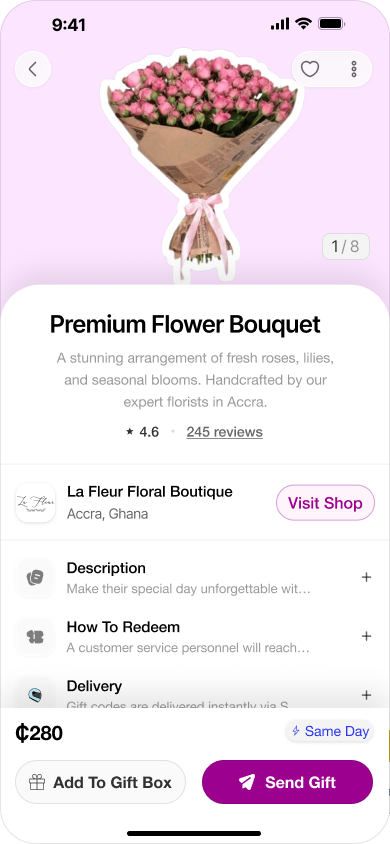 9:41
1 / 8
Premium Flower Bouquet
A stunning arrangement of fresh roses, lilies,
and seasonal blooms. Handcrafted by our
expert florists in Accra.
★ 4.6 • 245 reviews
La Fleur
La Fleur Floral Boutique
Accra, Ghana
Visit Shop
Description
Make their special day unforgettable wit...
How To Redeem
A customer service personnel will reach...
Delivery
Gift codes are delivered instantly via S
₵280
Same Day
Add To Gift Box
Send Gift